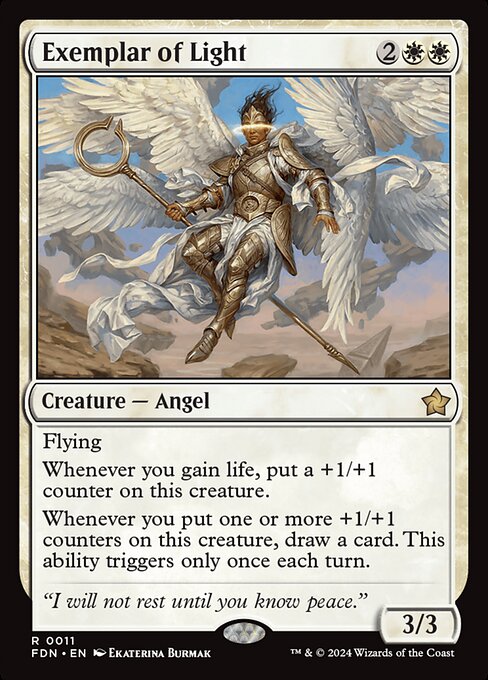 Exemplar of Light 2
Creature — Angel
Flying
Whenever you gain life, put a +1/+1
counter on this creature.
Whenever you put one or more +1/+1
counters on this creature, draw a card. This
ability triggers only once each turn.
“I will not rest until you know peace.”
3/3
R 0011
FDN • EN Ekaterina Burmak
™ & © 2024 Wizards of the Coast